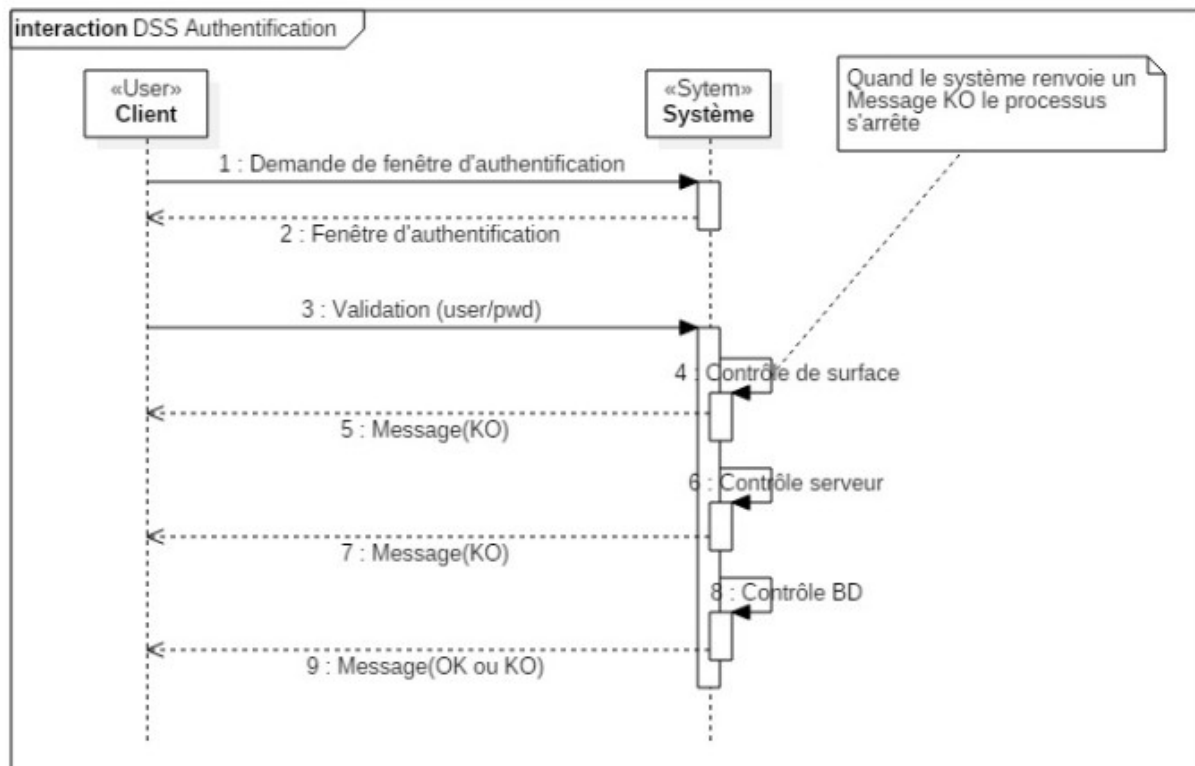 interaction DSS Authentification
«User»
Client
«Sytem»
Système
Quand le système renvoie un
Message KO le processus
s'arrête
1 : Demande de fenêtre d'authentification
2 : Fenêtre d'authentification
3 : Validation (user/pwd)
4 : Contrôle de surface
5 : Message(KO)
6 : Contrôle serveur
7 : Message(KO)
8 : Contrôle BD
9 : Message(OK ou KO)